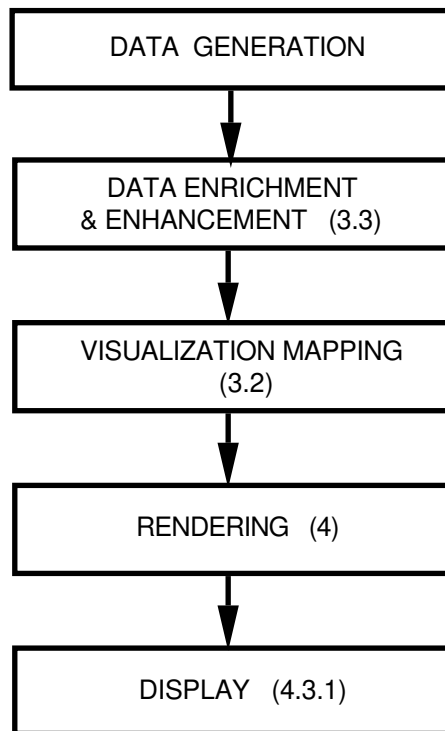 DATA GENERATION
DATA ENRICHMENT
& ENHANCEMENT (3.3)
VISUALIZATION MAPPING
(3.2)
RENDERING (4)
DISPLAY (4.3.1)